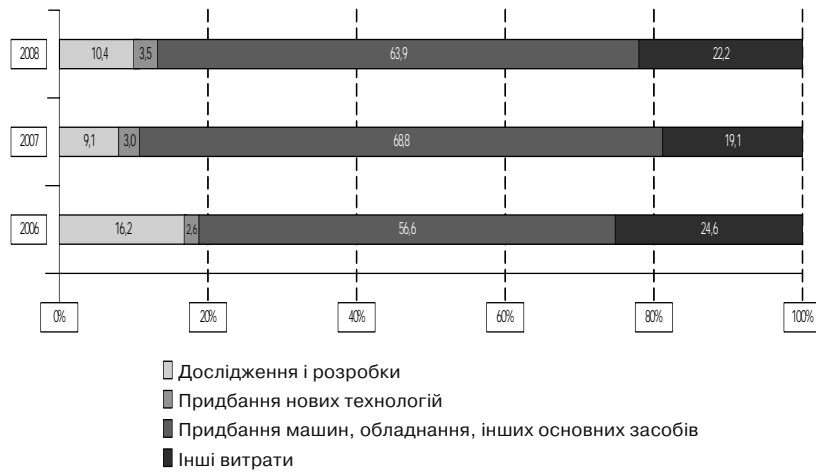 2008 10,4 3,5 63,9 22,2
2007 9,1 3,0 68,8 19,1
2006 16,2 2,6 56,6 24,6
0% 20% 40% 60% 80% 100%
Дослідження і розробки
Придбання нових технологій
Придбання машин, обладнання, інших основних засобів
Інші витрати